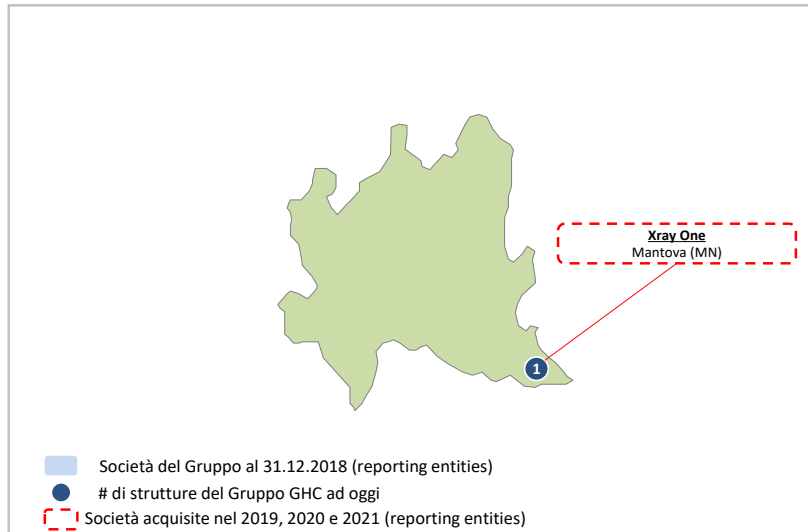 Xray One
Mantova (MN)
1
Società del Gruppo al 31.12.2018 (reporting entities)
# di strutture del Gruppo GHC ad oggi
Società acquisite nel 2019, 2020 e 2021 (reporting entities)